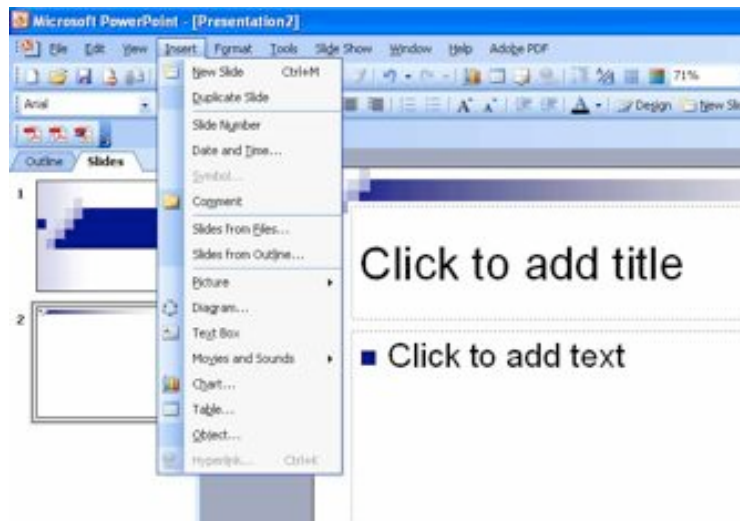 Microsoft PowerPoint - [Presentation2]
File Edit View Insert Format Tools Slide Show Window Help Adobe PDF
71%
Arial Design New Sl
Outline Slides
New Slide Ctrl+M
Duplicate Slide
Slide Number
Date and Time...
Symbol...
Comment
Slides from Files...
Slides from Outline...
Picture
Diagram...
Text Box
Movies and Sounds
Chart...
Table...
Object...
Hyperlink... Ctrl+K
1
2
Click to add title
Click to add text